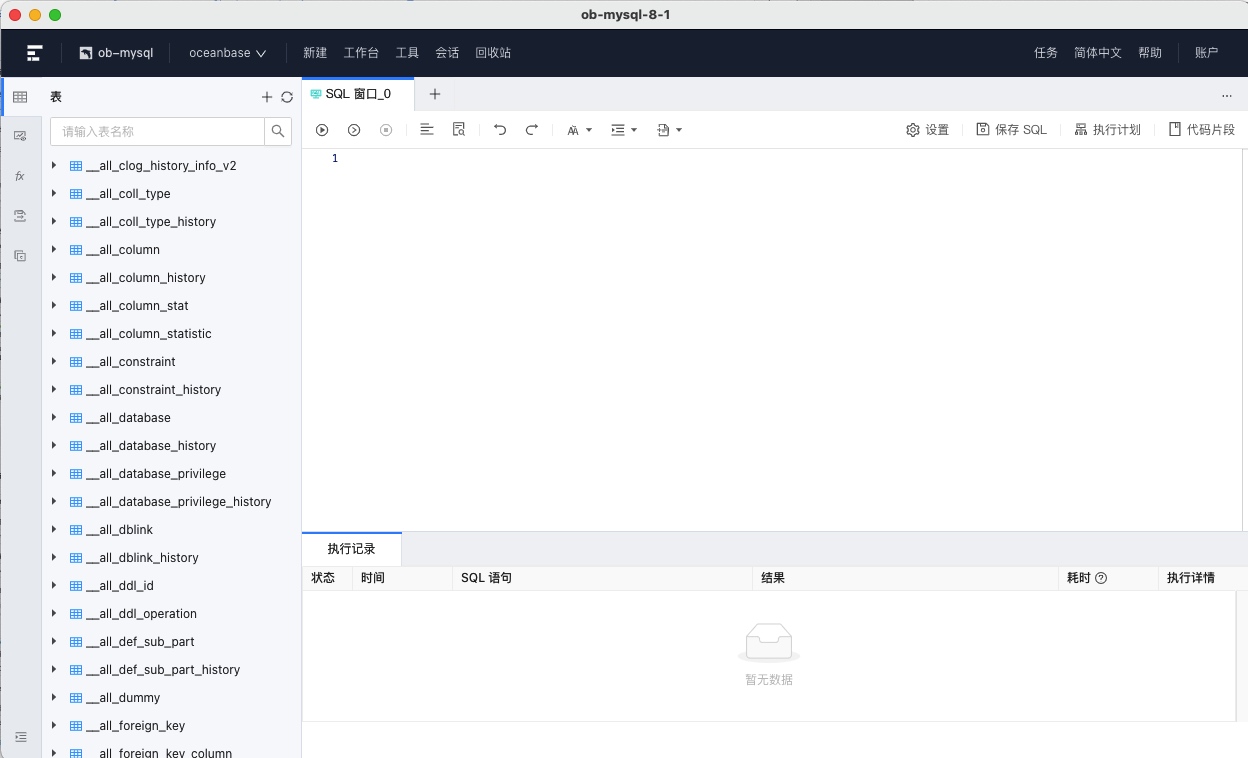 ob-mysql-8-1
ob-mysql oceanbase 新建 工作台 工具 会话 回收站 任务 简体中文 帮助 账户
表 SQL 窗口_0
请输入表名称 设置 保存 SQL 执行计划 代码片段
1
__all_clog_history_info_v2
__all_coll_type
__all_coll_type_history
__all_column
__all_column_history
__all_column_stat
__all_column_statistic
__all_constraint
__all_constraint_history
__all_database
__all_database_history
__all_database_privilege
__all_database_privilege_history
__all_dblink
__all_dblink_history
__all_ddl_id
__all_ddl_operation
__all_def_sub_part
__all_def_sub_part_history
__all_dummy
__all_foreign_key
__all_foreign_key_column
执行记录
状态 时间 SQL 语句 结果 耗时 执行详情
暂无数据